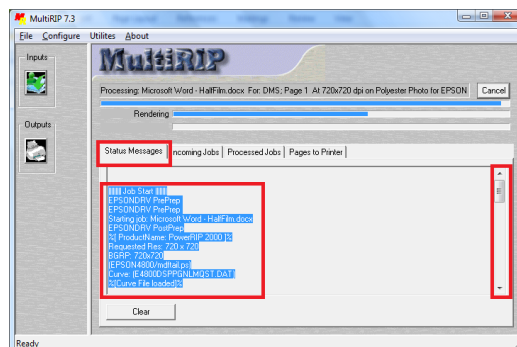 MultiRIP 7.3
File Configure Utilites About
Inputs
MultiRIP
Processing: Microsoft Word - HalfFilm.docx For: DMS; Page 1 At 720x720 dpi on Polyester Photo for EPSON
Cancel
Rendering
Outputs
Status Messages
Incoming Jobs
Processed Jobs
Pages to Printer
||||||| Job Start |||||||
EPSONDRV PrePrep
EPSONDRV PrePrep
Starting job: Microsoft Word - HalfFilm.docx
EPSONDRV PostPrep
%[ ProductName: PowerRIP 2000 ]%
Requested Res: 720 x 720
BGRP: 720x720
(EPSON4800/mdltail.ps)
Curve: (E4800DSPPGNLMQST.DAT)
%[Curve File loaded]%
Clear
Ready